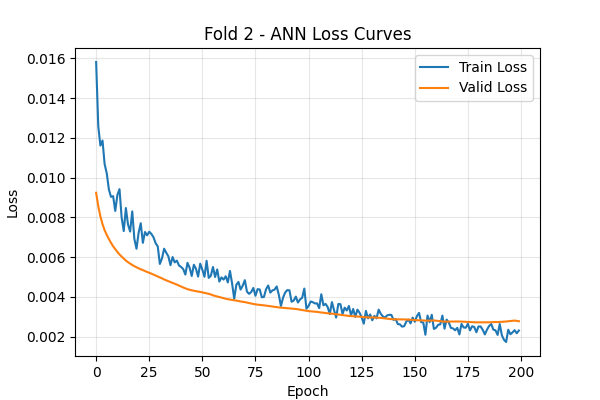 Fold 2 - ANN Loss Curves
Train Loss
Valid Loss
0.016
0.014
0.012
0.010
0.008
0.006
0.004
0.002
Loss
0 25 50 75 100 125 150 175 200
Epoch